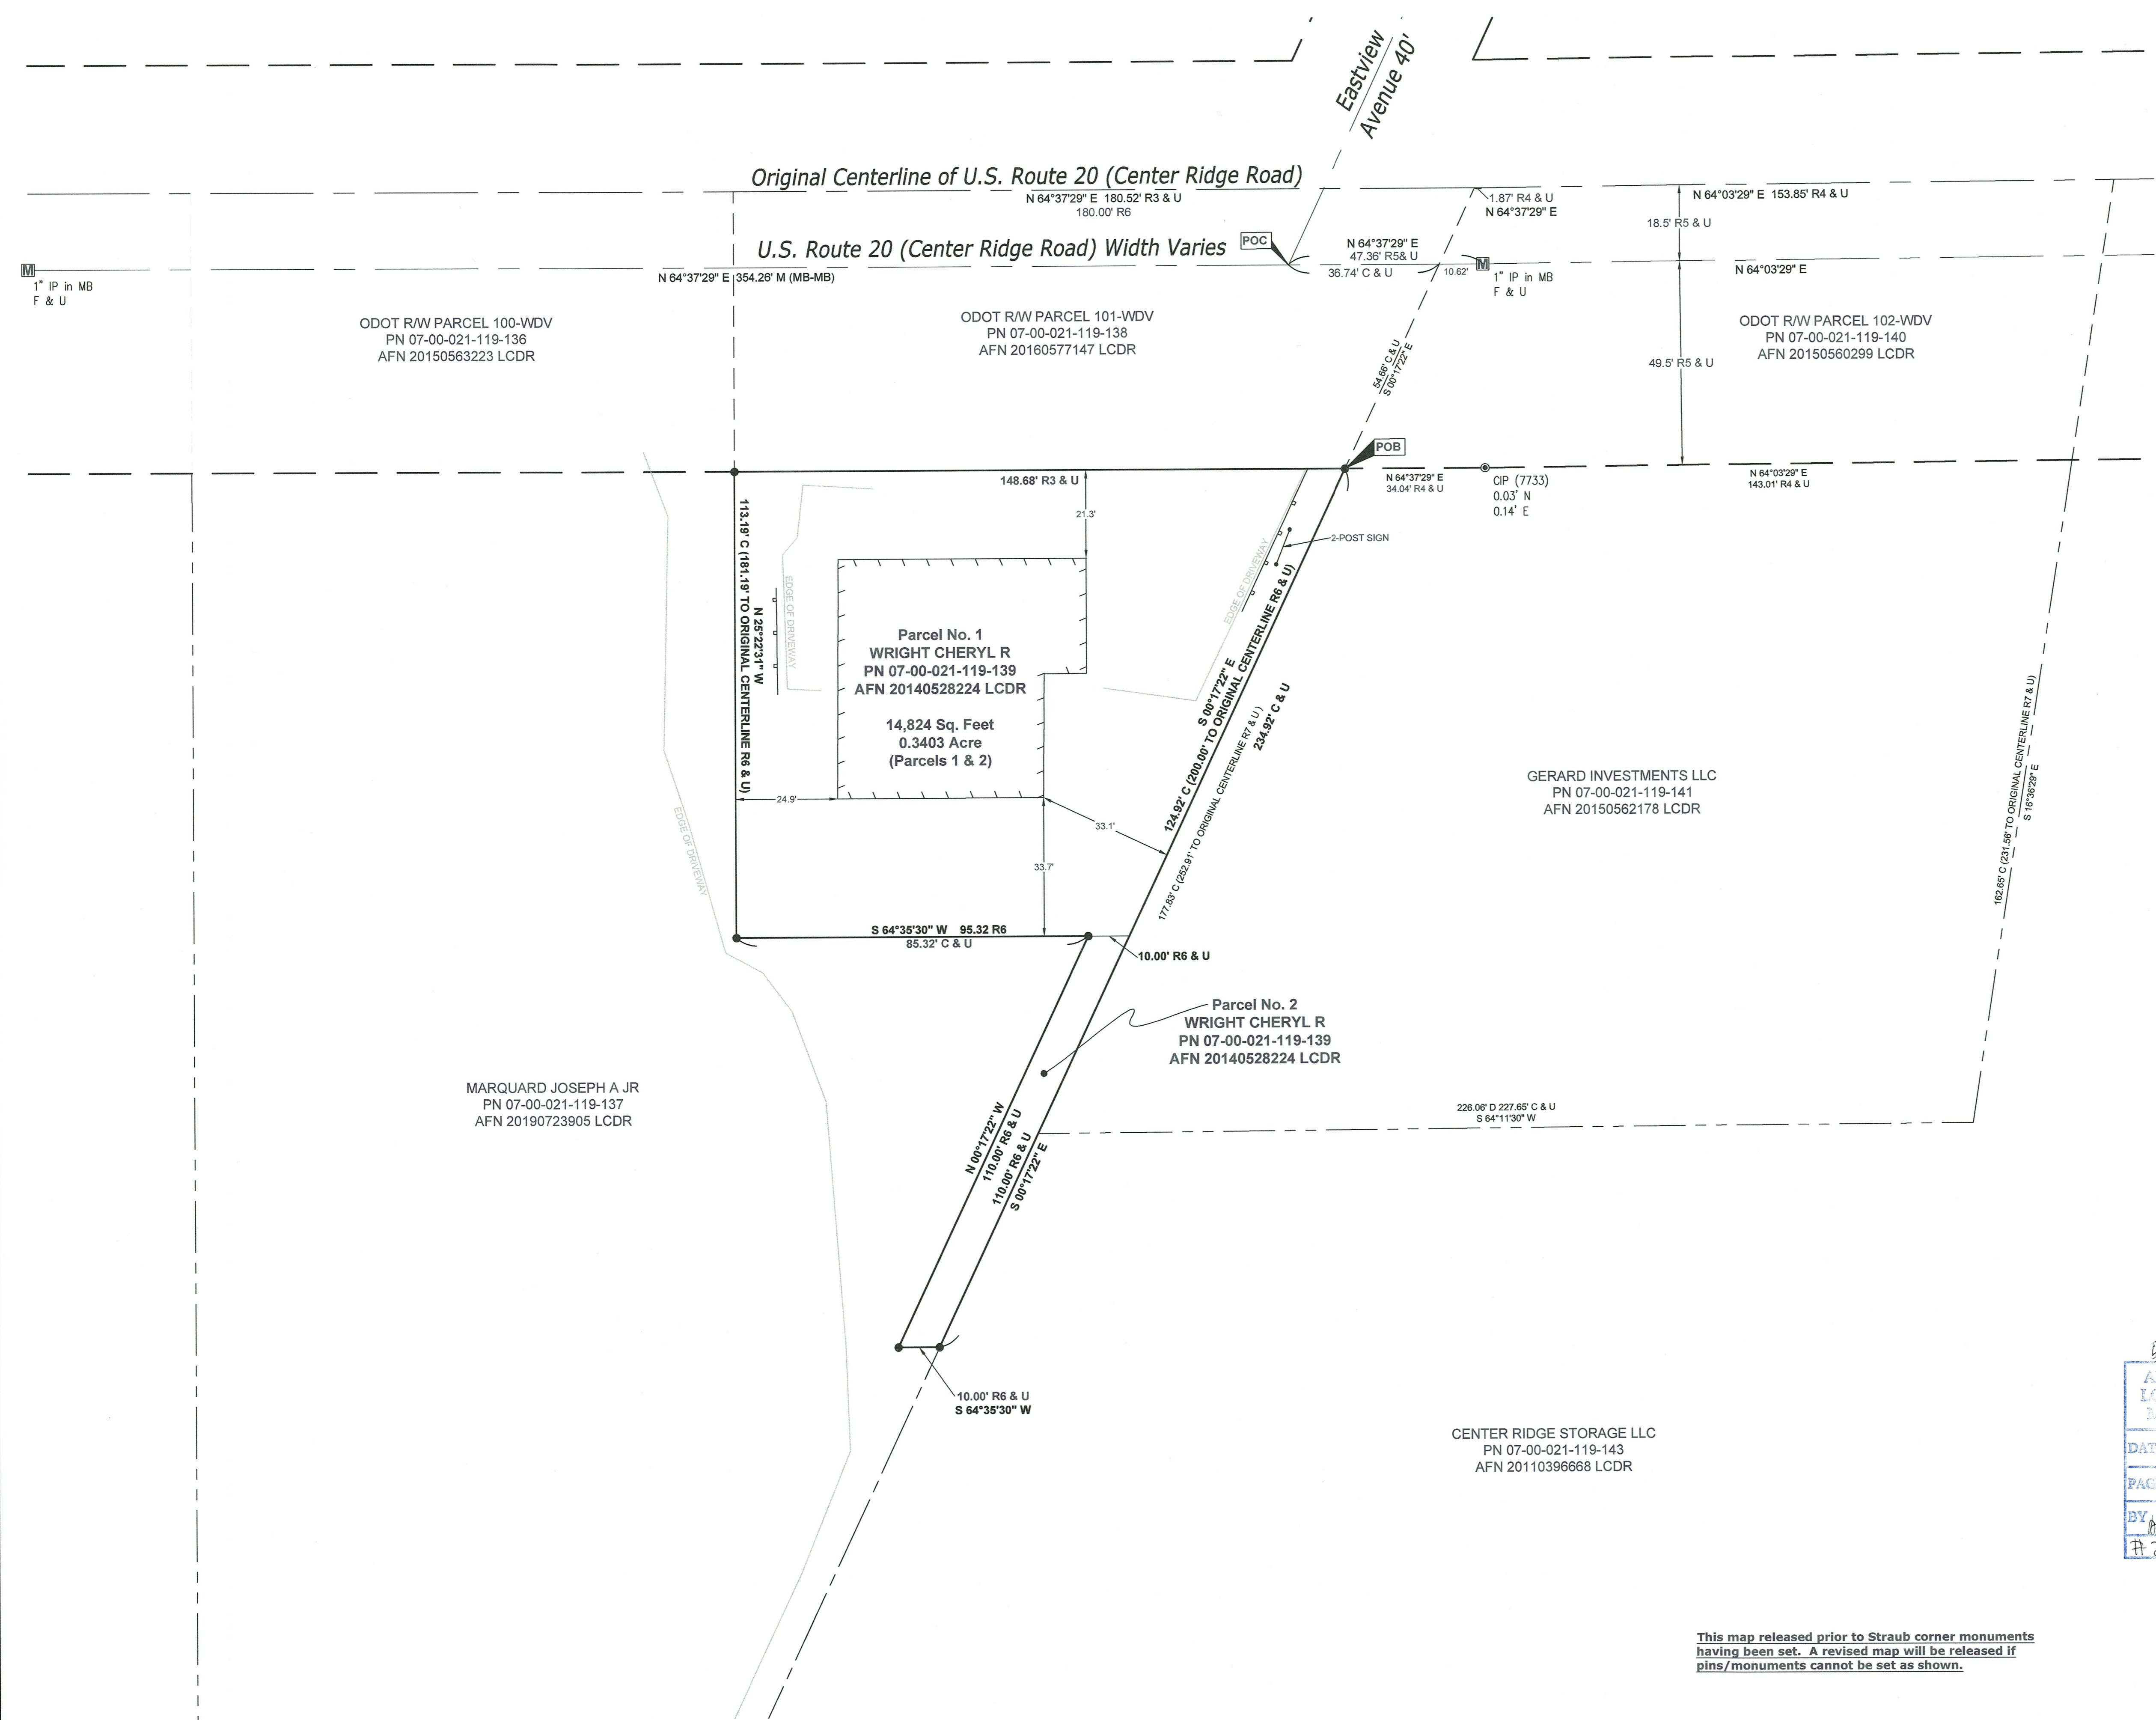 Eastview
Avenue 40'
Original Centerline of U.S. Route 20 (Center Ridge Road)
N 64°37'29" E 180.52' R3 & U
180.00' R6
1.87' R4 & U
N 64°37'29" E
N 64°03'29" E 153.85' R4 & U
18.5' R5 & U
U.S. Route 20 (Center Ridge Road) Width Varies
POC
N 64°37'29" E
47.36' R5& U
36.74' C & U
10.62'
M
1" IP in MB
F & U
N 64°37'29" E 354.26' M (MB-MB)
M
1" IP in MB
F & U
N 64°03'29" E
ODOT R/W PARCEL 100-WDV
PN 07-00-021-119-136
AFN 20150563223 LCDR
ODOT R/W PARCEL 101-WDV
PN 07-00-021-119-138
AFN 20160577147 LCDR
54.66' C & U
S 00°17'22" E
49.5' R5 & U
ODOT R/W PARCEL 102-WDV
PN 07-00-021-119-140
AFN 20150560299 LCDR
POB
148.68' R3 & U
N 64°37'29" E
34.04' R4 & U
CIP (7733)
0.03' N
0.14' E
N 64°03'29" E
143.01' R4 & U
21.3'
2-POST SIGN
EDGE OF DRIVEWAY
113.19' C (181.19' TO ORIGINAL CENTERLINE R6 & U)
N 25°22'31" W
EDGE OF DRIVEWAY
Parcel No. 1
WRIGHT CHERYL R
PN 07-00-021-119-139
AFN 20140528224 LCDR
14,824 Sq. Feet
0.3403 Acre
(Parcels 1 & 2)
S 00°17'22" E
124.92' C (200.00' TO ORIGINAL CENTERLINE R6 & U)
177.83' C (252.91' TO ORIGINAL CENTERLINE R7 & U )
234.92' C & U
GERARD INVESTMENTS LLC
PN 07-00-021-119-141
AFN 20150562178 LCDR
162.65' C (231.56' TO ORIGINAL CENTERLINE R7 & U)
S 16°36'29" E
24.9'
33.1'
33.7'
EDGE OF DRIVEWAY
S 64°35'30" W 95.32 R6
85.32' C & U
10.00' R6 & U
Parcel No. 2
WRIGHT CHERYL R
PN 07-00-021-119-139
AFN 20140528224 LCDR
MARQUARD JOSEPH A JR
PN 07-00-021-119-137
AFN 20190723905 LCDR
N 00°17'22" W
110.00' R6 & U
110.00' R6 & U
S 00°17'22" E
226.06' D 227.65' C & U
S 64°11'30" W
10.00' R6 & U
S 64°35'30" W
CENTER RIDGE STORAGE LLC
PN 07-00-021-119-143
AFN 20110396668 LCDR
BY
This map released prior to Straub corner monuments
having been set. A revised map will be released if
pins/monuments cannot be set as shown.